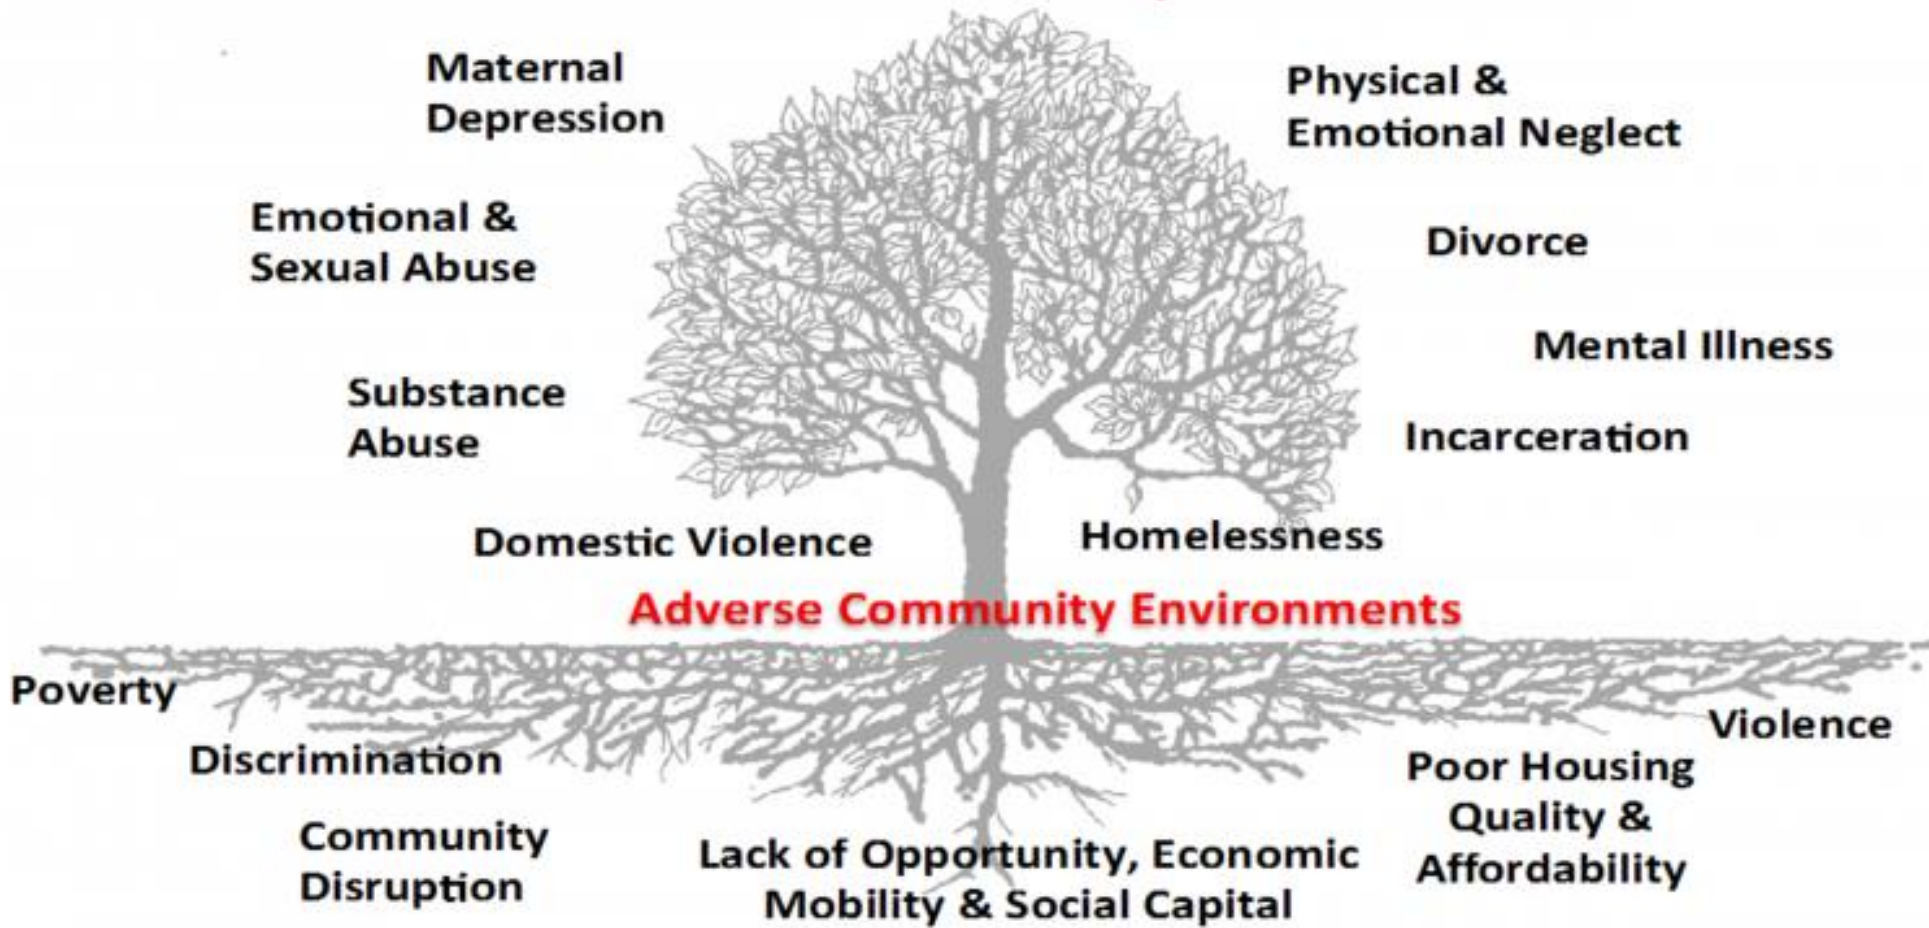 Maternal
Depression
Physical &
Emotional Neglect
Emotional &
Sexual Abuse
Divorce
Mental Illness
Substance
Abuse
Incarceration
Domestic Violence
Homelessness
Adverse Community Environments
Poverty
Violence
Discrimination
Poor Housing
Quality &
Affordability
Community
Disruption
Lack of Opportunity, Economic
Mobility & Social Capital